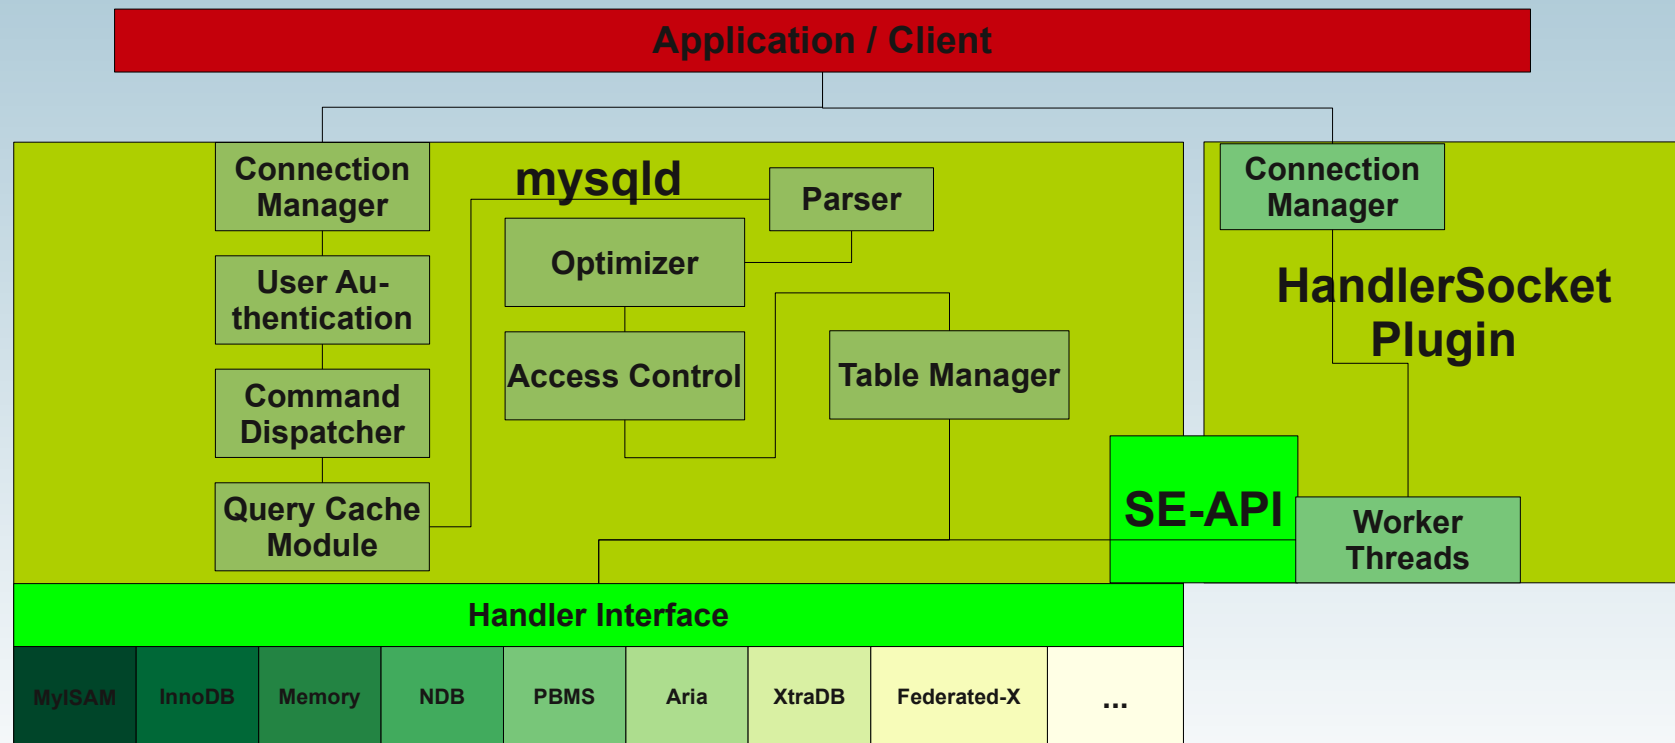 Application / Client
Connection
Manager
mysqld
Parser
Connection
Manager
Optimizer
User Au-
thentication
HandlerSocket
Plugin
Access Control
Table Manager
Command
Dispatcher
Query Cache
Module
SE-API
Worker
Threads
Handler Interface
MyISAM
InnoDB
Memory
NDB
PBMS
Aria
XtraDB
Federated-X
...